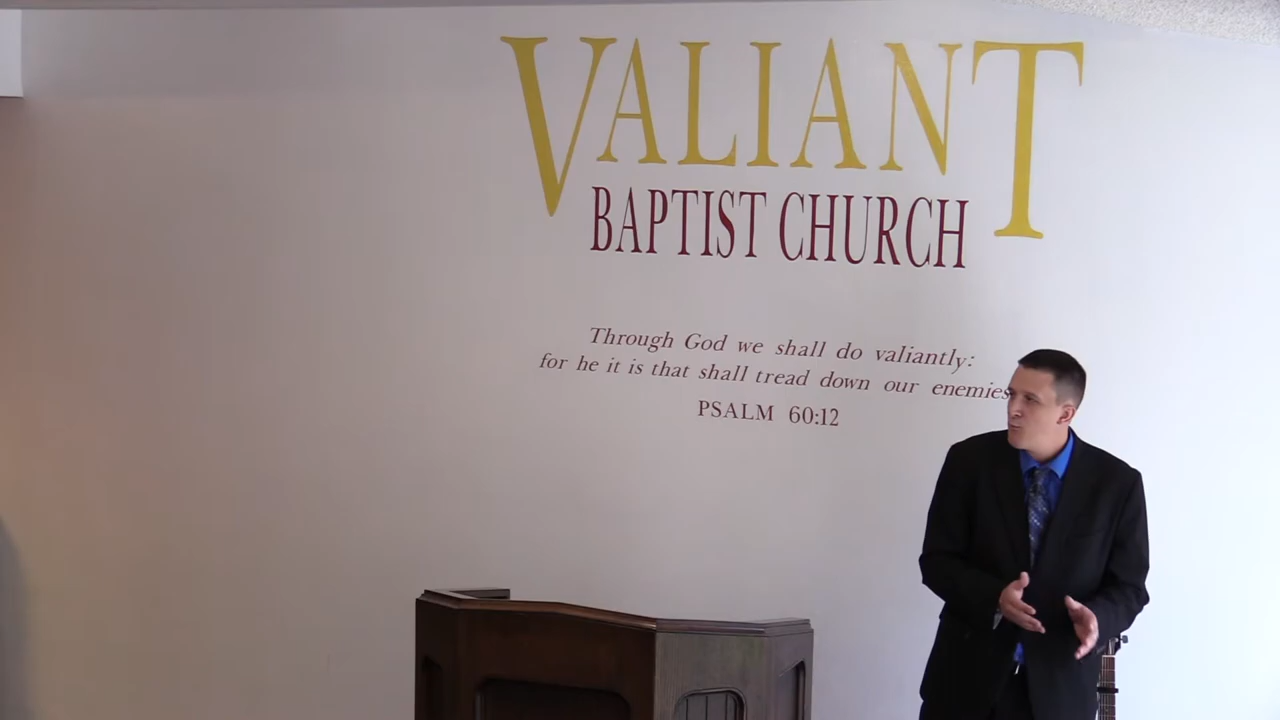 VALIANT
BAPTIST CHURCH
Through God we shall do valiantly:
for he it is that shall tread down our enemies
PSALM 60:12